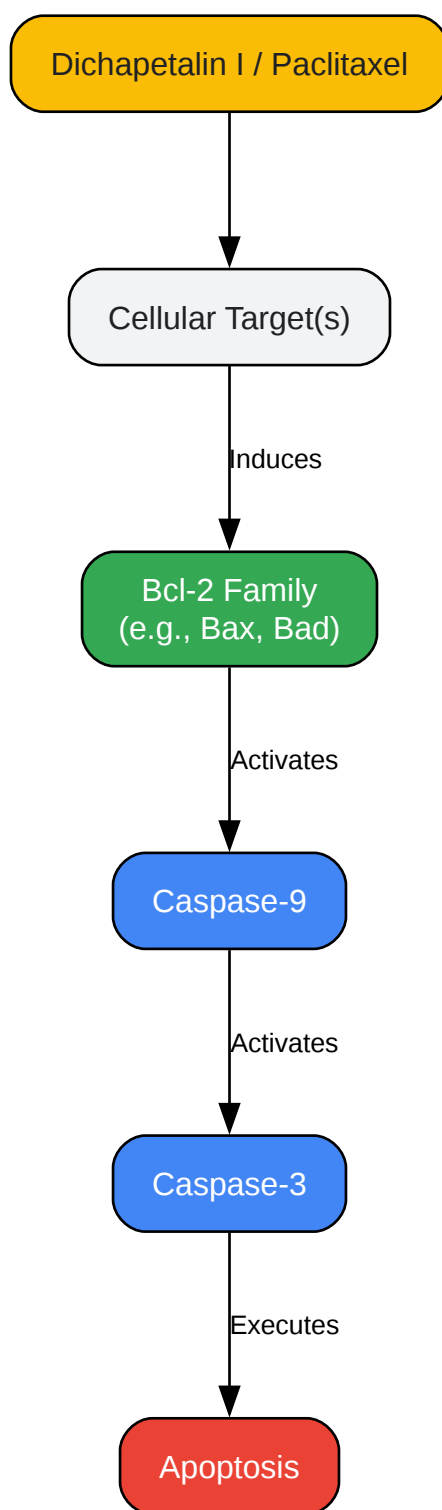 Dichapetalin I / Paclitaxel
Cellular Target(s)
Induces
Bcl-2 Family
(e.g., Bax, Bad)
Activates
Caspase-9
Activates
Caspase-3
Executes
Apoptosis